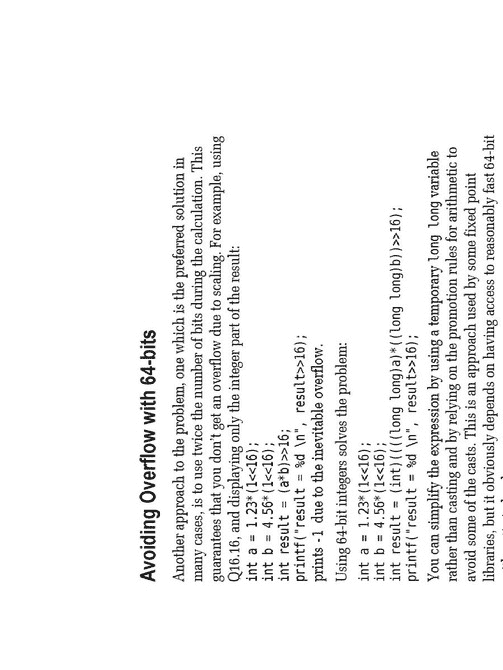 Avoiding Overflow with 64-bits
Another approach to the problem, one which is the preferred solution in
many cases, is to use twice the number of bits during the calculation. This
guarantees that you don't get an overflow due to scaling. For example, using
Q16.16, and displaying only the integer part of the result:
int a = 1.23*(1<<16);
int b = 4.56*(1<<16);
int result = (a*b)>>16;
printf("result = %d \n", result>>16);
prints -1 due to the inevitable overflow.
Using 64-bit integers solves the problem:
int a = 1.23*(1<<16);
int b = 4.56*(1<<16);
int result = (int)((((long long)a)*((long long)b))>>16);
printf("result = %d \n", result>>16);
You can simplify the expression by using a temporary long long variable
rather than casting and by relying on the promotion rules for arithmetic to
avoid some of the casts. This is an approach used by some fixed point
libraries, but it obviously depends on having access to reasonably fast 64-bit